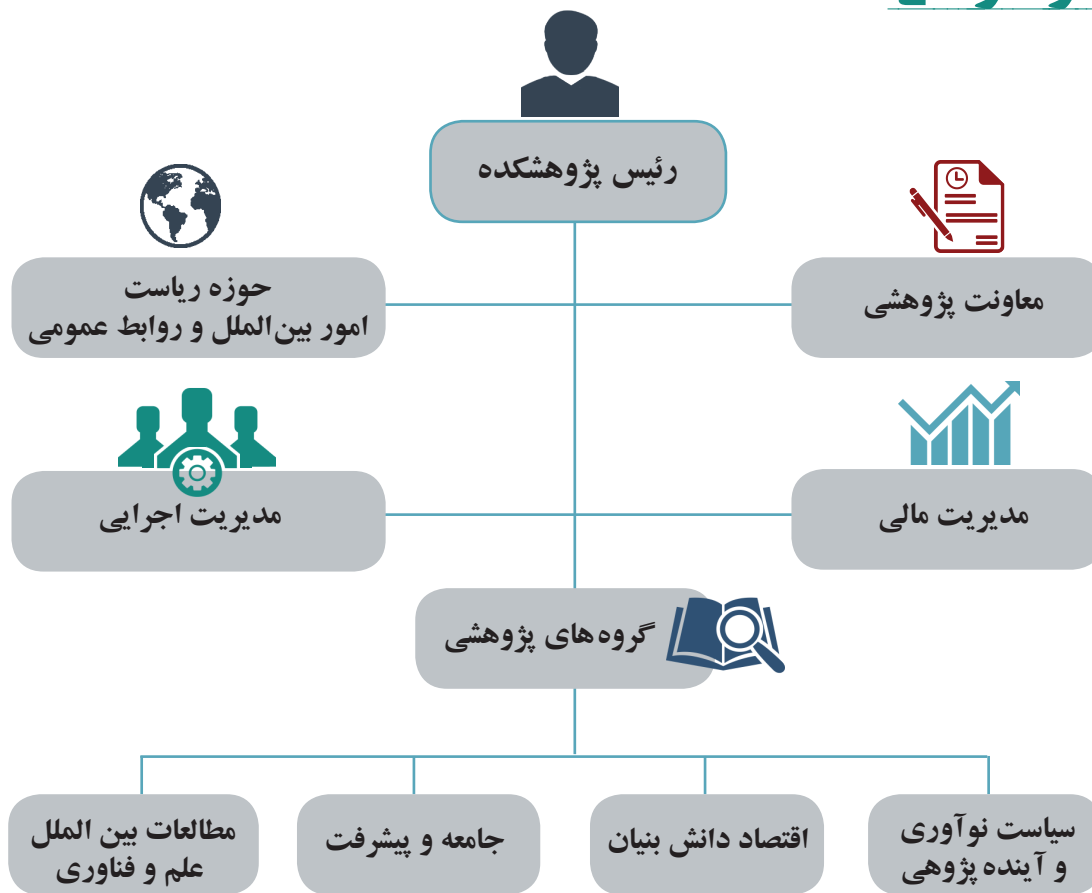 رئیس پژوهشکده
معاونت پژوهشی
حوزه ریاست
امور بین‌الملل و روابط عمومی
مدیریت مالی
مدیریت اجرایی
گروه‌های پژوهشی
سیاست نوآوری
و آینده پژوهی
اقتصاد دانش بنیان
جامعه و پیشرفت
مطالعات بین الملل
علم و فناوری